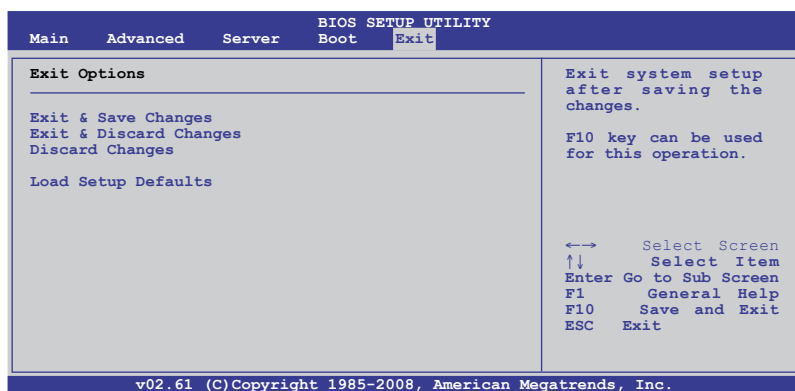 BIOS SETUP UTILITY
Main Advanced Server Boot Exit
Exit Options
Exit & Save Changes
Exit & Discard Changes
Discard Changes
Load Setup Defaults
Exit system setup
after saving the
changes.
F10 key can be used
for this operation.
←→ Select Screen
↑↓ Select Item
Enter Go to Sub Screen
F1 General Help
F10 Save and Exit
ESC Exit
v02.61 (C)Copyright 1985-2008, American Megatrends, Inc.